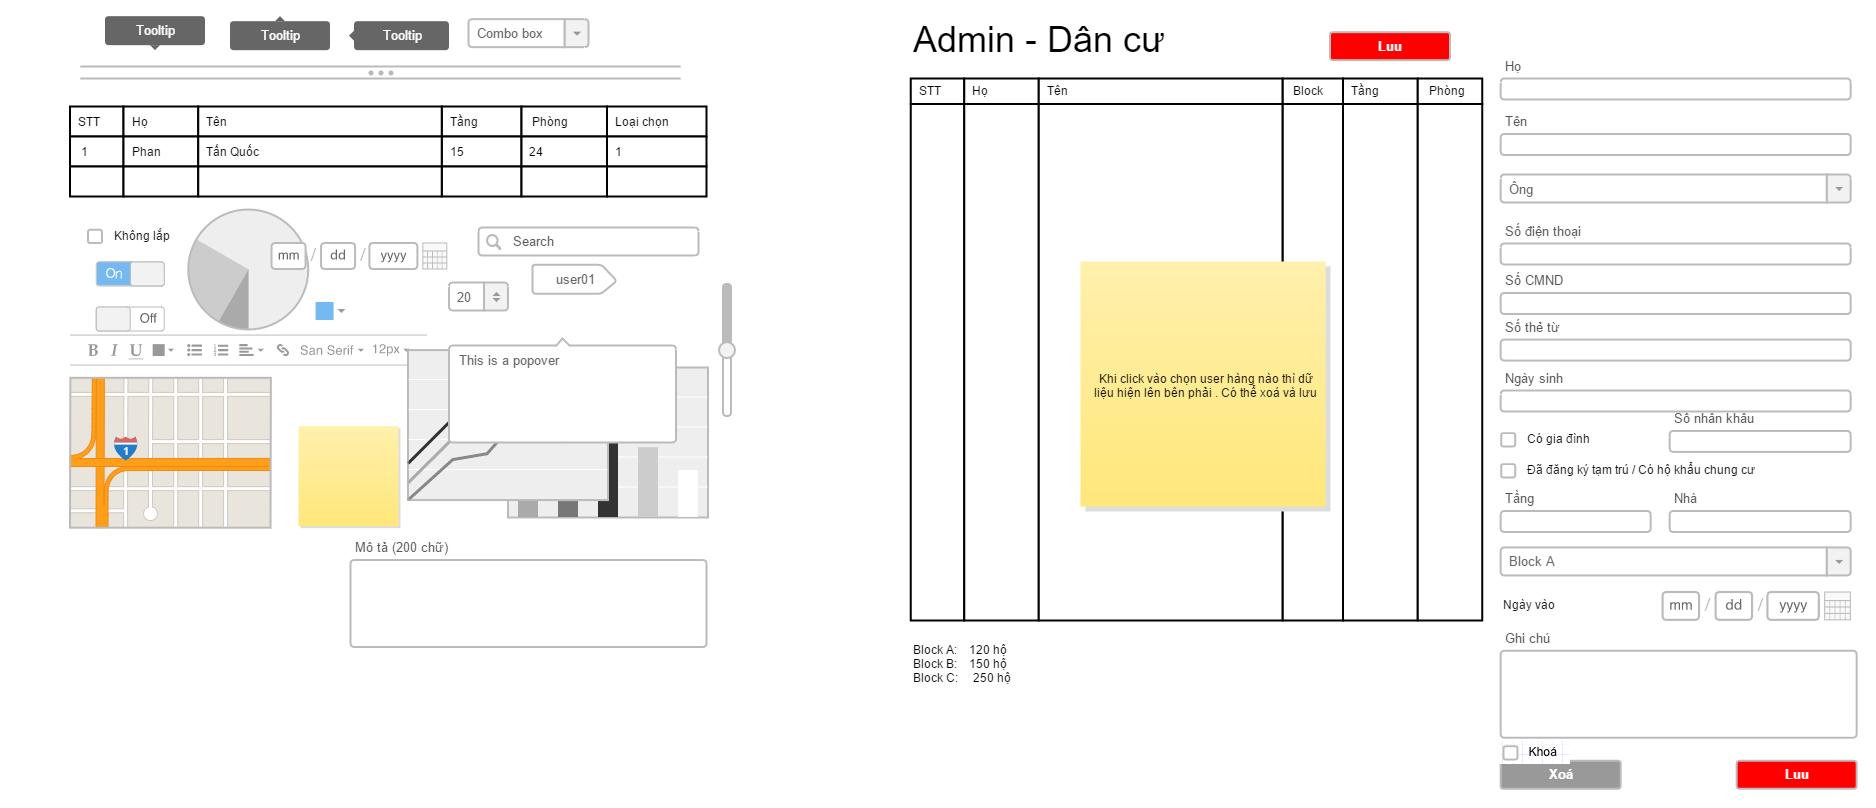 Tooltip
Tooltip
Tooltip
Combo box
STT Họ Tên Tầng Phòng Loại chọn
1 Phan Tấn Quốc 15 24 1
Không lắp
On
Off
mm / dd / yyyy
Search
user01
20
B I U San Serif 12px
This is a popover
1
Mô tả (200 chữ)
Admin - Dân cư
Luu
STT Họ Tên Block Tầng Phòng
Khi click vào chọn user hàng nào thì dữ
liệu hiện lên bên phải . Có thể xoá và lưu
Block A: 120 hộ
Block B: 150 hộ
Block C: 250 hộ
Họ
Tên
Ông
Số điện thoại
Số CMND
Số thẻ từ
Ngày sinh
Số nhân khẩu
Có gia đình
Đã đăng ký tạm trú / Có hộ khẩu chung cư
Tầng Nhà
Block A
Ngày vào mm / dd / yyyy
Ghi chú
Khoá
Xoá
Luu